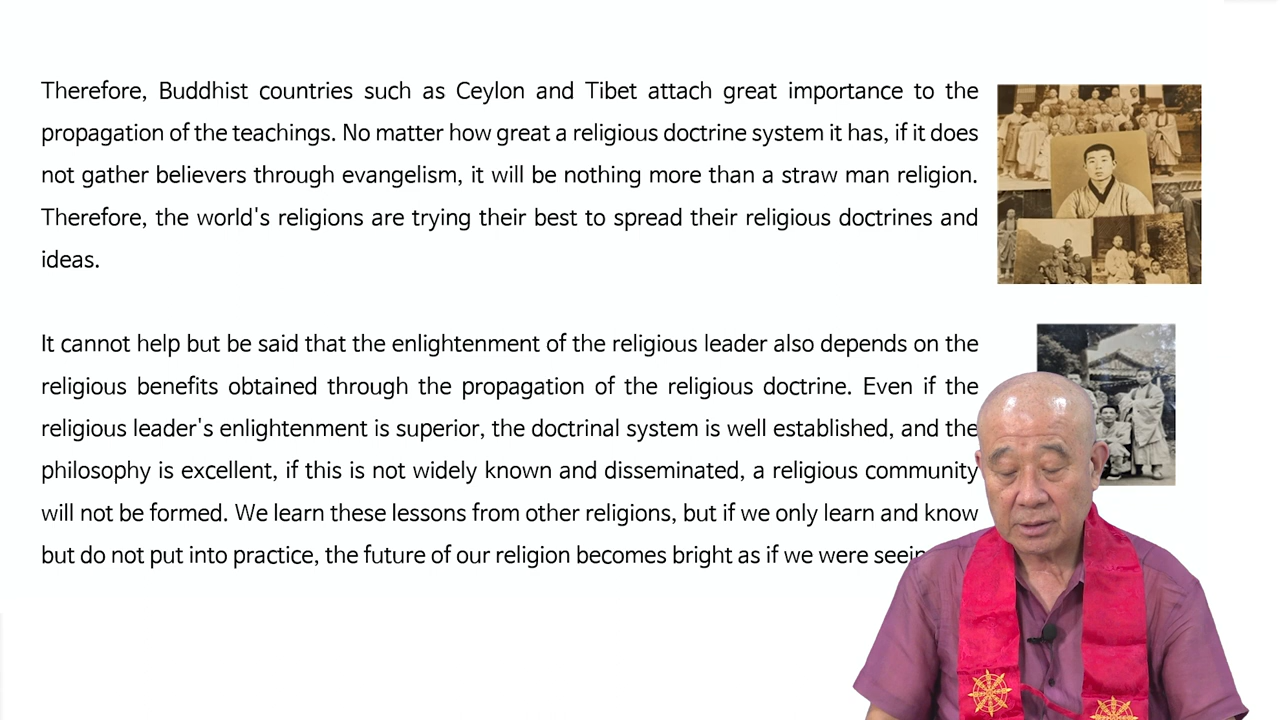 Therefore, Buddhist countries such as Ceylon and Tibet attach great importance to the
propagation of the teachings. No matter how great a religious doctrine system it has, if it does
not gather believers through evangelism, it will be nothing more than a straw man religion.
Therefore, the world's religions are trying their best to spread their religious doctrines and
ideas.
It cannot help but be said that the enlightenment of the religious leader also depends on the
religious benefits obtained through the propagation of the religious doctrine. Even if the
religious leader's enlightenment is superior, the doctrinal system is well established, and the
philosophy is excellent, if this is not widely known and disseminated, a religious community
will not be formed. We learn these lessons from other religions, but if we only learn and know
but do not put into practice, the future of our religion becomes bright as if we were